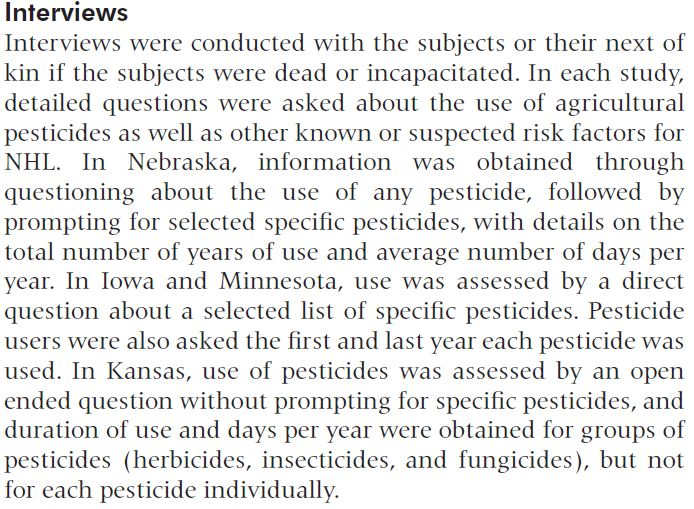 Interviews
Interviews were conducted with the subjects or their next of
kin if the subjects were dead or incapacitated. In each study,
detailed questions were asked about the use of agricultural
pesticides as well as other known or suspected risk factors for
NHL. In Nebraska, information was obtained through
questioning about the use of any pesticide, followed by
prompting for selected specific pesticides, with details on the
total number of years of use and average number of days per
year. In Iowa and Minnesota, use was assessed by a direct
question about a selected list of specific pesticides. Pesticide
users were also asked the first and last year each pesticide was
used. In Kansas, use of pesticides was assessed by an open
ended question without prompting for specific pesticides, and
duration of use and days per year were obtained for groups of
pesticides (herbicides, insecticides, and fungicides), but not
for each pesticide individually.